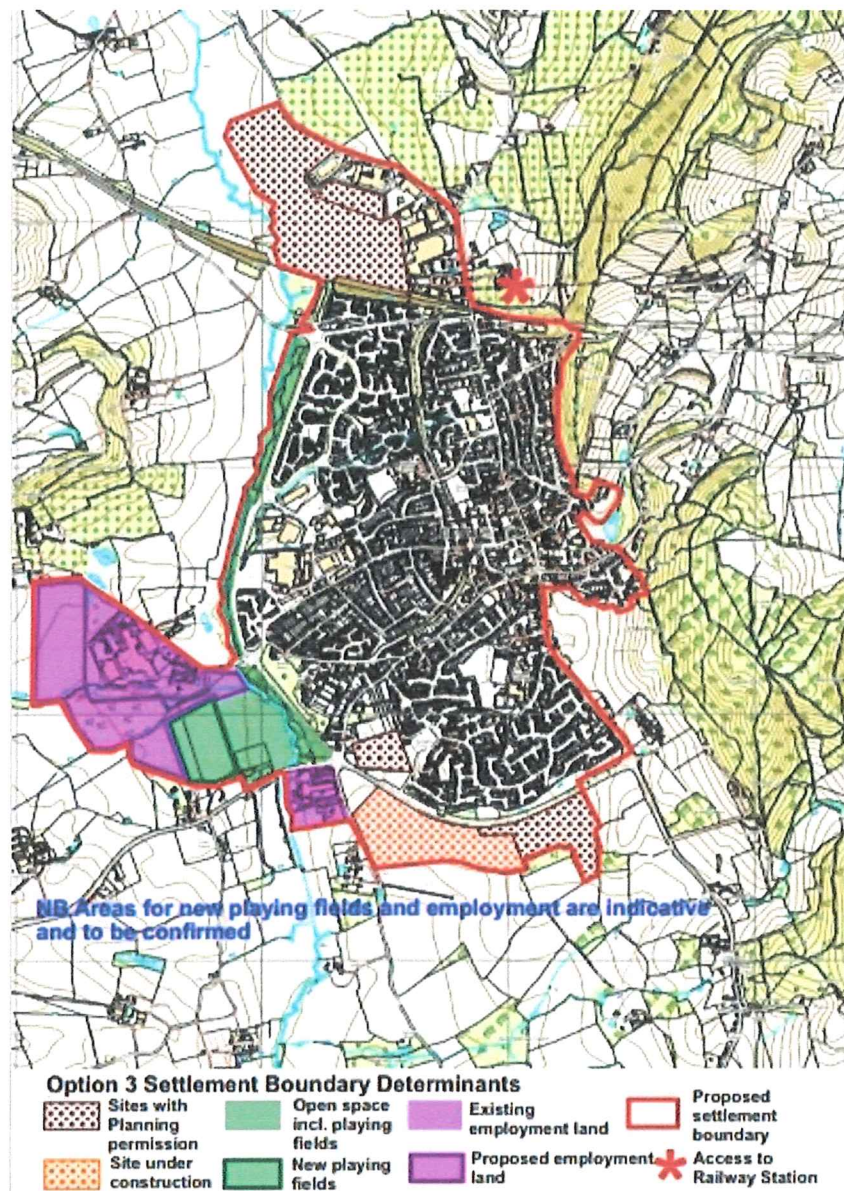 NB Areas for new playing fields and employment are indicative
and to be confirmed
Option 3 Settlement Boundary Determinants
Sites with
Planning
permission
Open space
incl. playing
fields
Existing
employment land
Proposed
settlement
boundary
Site under
construction
New playing
fields
Proposed employment
land
Access to
Railway Station